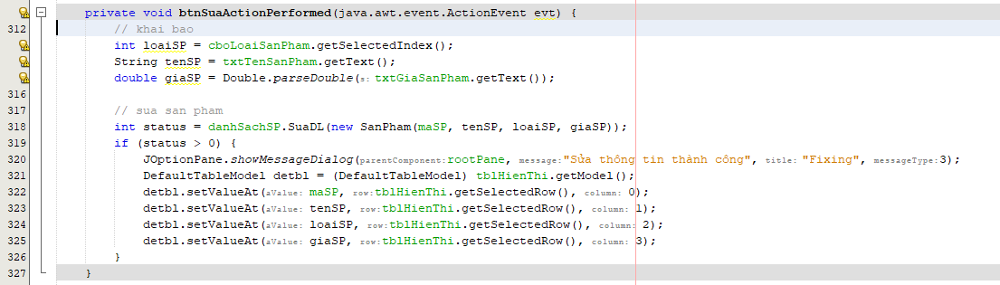 private void btnSuaActionPerformed(java.awt.event.ActionEvent evt) {
312 // khai bao
int loaiSP = cboLoaiSanPham.getSelectedIndex();
String tenSP = txtTenSanPham.getText();
double giaSP = Double.parseDouble(s: txtGiaSanPham.getText());
316
317 // sua san pham
318 int status = danhSachSP.SuaDL(new SanPham(maSP, tenSP, loaiSP, giaSP));
319 if (status > 0) {
320 JOptionPane.showMessageDialog(parentComponent: rootPane, message: "Sửa thông tin thành công", title: "Fixing", messageType: 3);
321 DefaultTableModel detbl = (DefaultTableModel) tblHienThi.getModel();
322 detbl.setValueAt(aValue: maSP, row: tblHienThi.getSelectedRow(), column: 0);
323 detbl.setValueAt(aValue: tenSP, row: tblHienThi.getSelectedRow(), column: 1);
324 detbl.setValueAt(aValue: loaiSP, row: tblHienThi.getSelectedRow(), column: 2);
325 detbl.setValueAt(aValue: giaSP, row: tblHienThi.getSelectedRow(), column: 3);
326 }
327 }